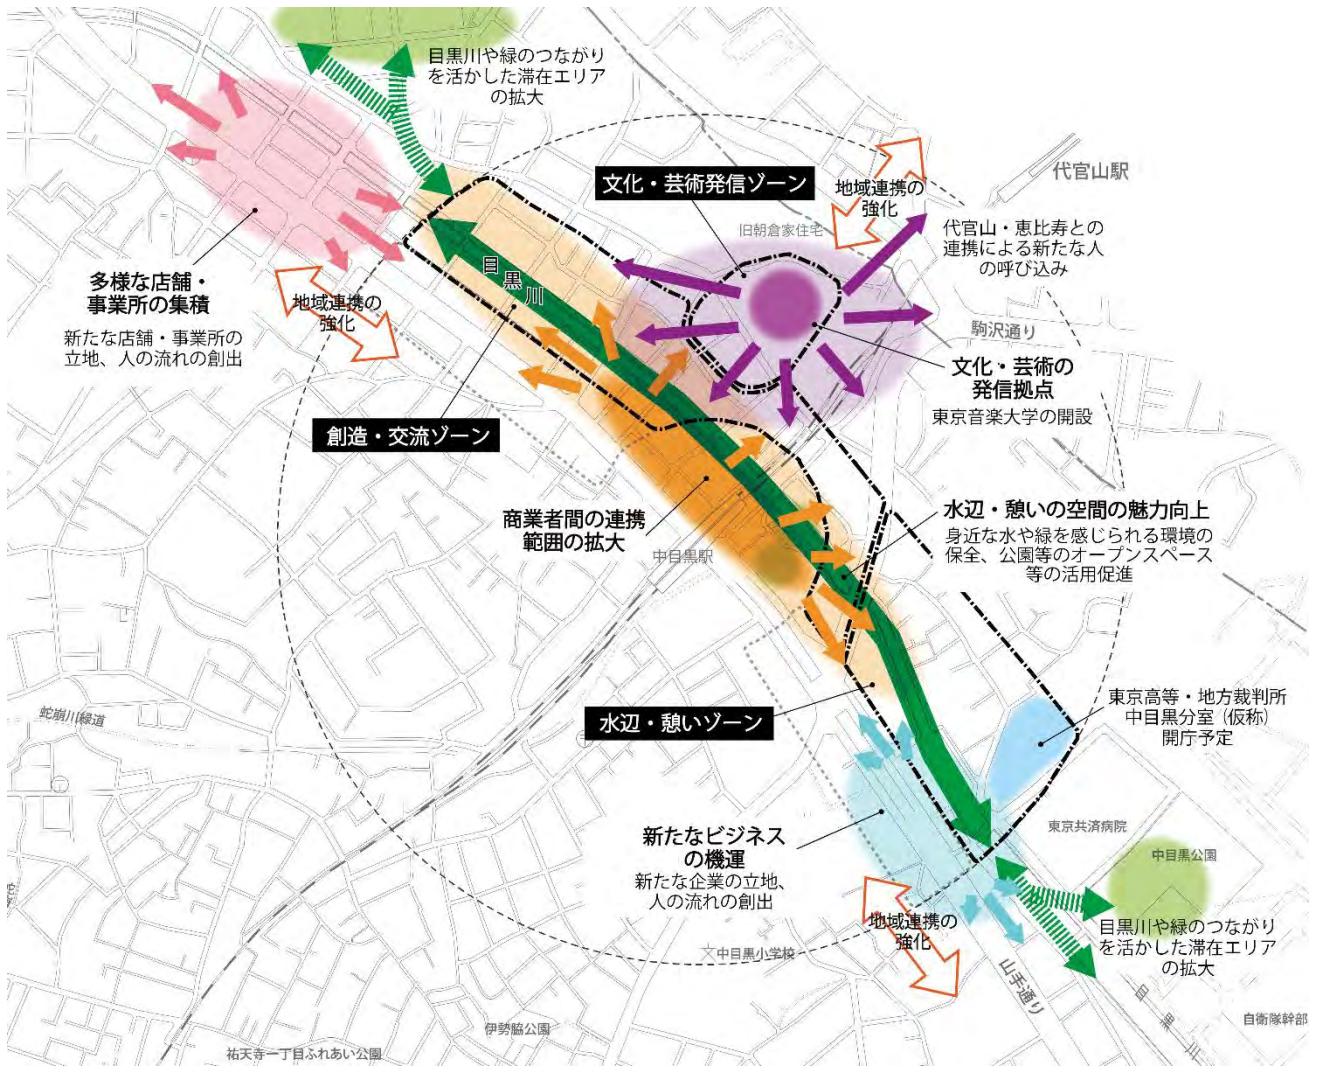 目黒川や緑のつながり
を活かした滞在エリア
の拡大
文化・芸術発信ゾーン
地域連携の
強化
代官山駅
旧朝倉家住宅
代官山・恵比寿との
連携による新たな人
の呼び込み
多様な店舗・
事業所の集積
新たな店舗・事業所の
立地、人の流れの創出
地域連携の
強化
目黒川
駒沢通り
文化・芸術の
発信拠点
東京音楽大学の開設
創造・交流ゾーン
商業者間の連携
範囲の拡大
中目黒駅
水辺・憩いの空間の魅力向上
身近な水や緑を感じられる環境の
保全、公園等のオープンスペース
等の活用促進
蛇崩川緑道
水辺・憩いゾーン
東京高等・地方裁判所
中目黒分室（仮称）
開庁予定
新たなビジネス
の機運
新たな企業の立地、
人の流れの創出
東京共済病院
中目黒公園
地域連携の
強化
目黒川や緑のつながり
を活かした滞在エリア
の拡大
中目黒小学校
山手通り
目黒川
自衛隊幹部
伊勢脇公園
祐天寺一丁目ふれあい公園